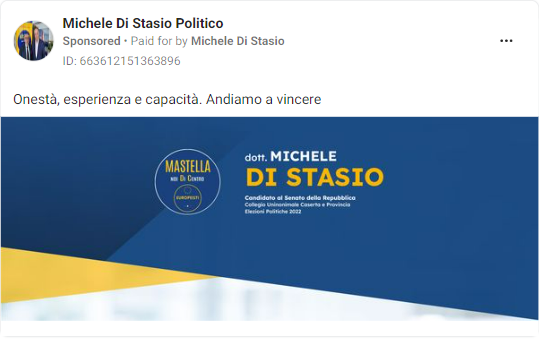 Michele Di Stasio Politico
Sponsored • Paid for by Michele Di Stasio
ID: 663612151363896
Onestà, esperienza e capacità. Andiamo a vincere
MASTELLA
NOI DI CENTRO
EUROPEISTI
dott. MICHELE
DI STASIO
Candidato al Senato della Repubblica
Collegio Uninominale Caserta e Provincia
Elezioni Politiche 2022